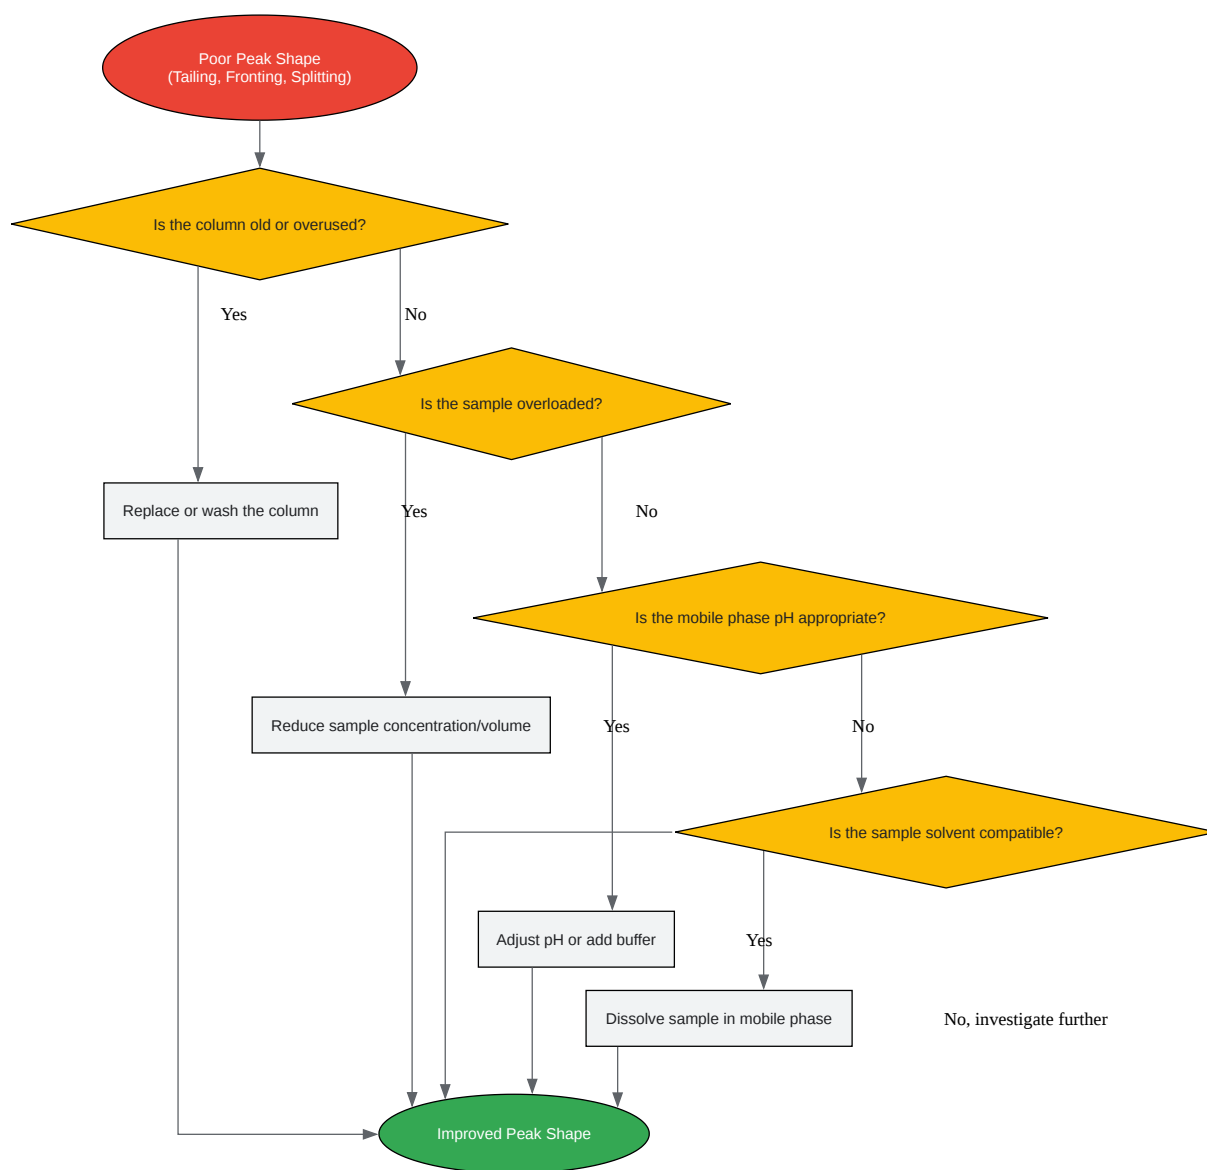 Poor Peak Shape
(Tailing, Fronting, Splitting)
Is the column old or overused?
Yes
No
Is the sample overloaded?
Replace or wash the column
Yes
No
Is the mobile phase pH appropriate?
Reduce sample concentration/volume
Yes
No
Is the sample solvent compatible?
Adjust pH or add buffer
Yes
Dissolve sample in mobile phase
No, investigate further
Improved Peak Shape